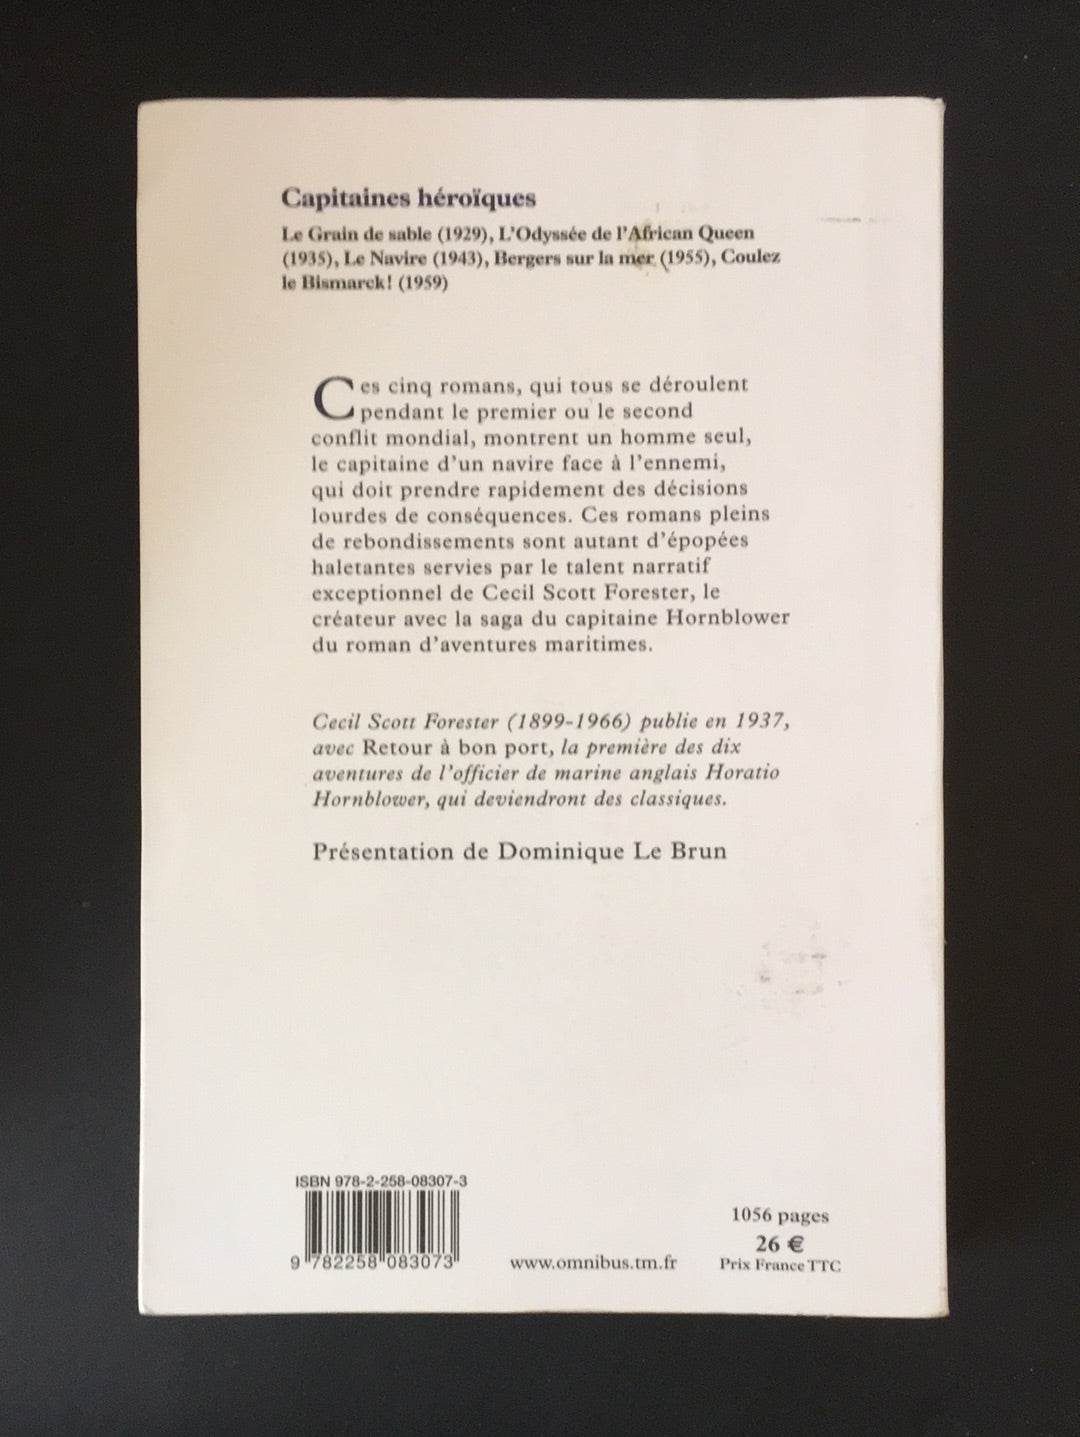 Capitaines héroïques
Le Grain de sable (1929), L'Odyssée de l'African Queen
(1935), Le Navire (1943), Bergers sur la mer (1955), Coulez
le Bismarck! (1959)
Ces cinq romans, qui tous se déroulent
pendant le premier ou le second
conflit mondial, montrent un homme seul,
le capitaine d'un navire face à l'ennemi,
qui doit prendre rapidement des décisions
lourdes de conséquences. Ces romans pleins
de rebondissements sont autant d'épopées
haletantes servies par le talent narratif
exceptionnel de Cecil Scott Forester, le
créateur avec la saga du capitaine Hornblower
du roman d'aventures maritimes.
Cecil Scott Forester (1899-1966) publie en 1937,
avec Retour à bon port, la première des dix
aventures de l'officier de marine anglais Horatio
Hornblower, qui deviendront des classiques.
Présentation de Dominique Le Brun
ISBN 978-2-258-08307-3
9 782258 083073
www.omnibus.tm.fr
1056 pages
26 €
Prix France TTC